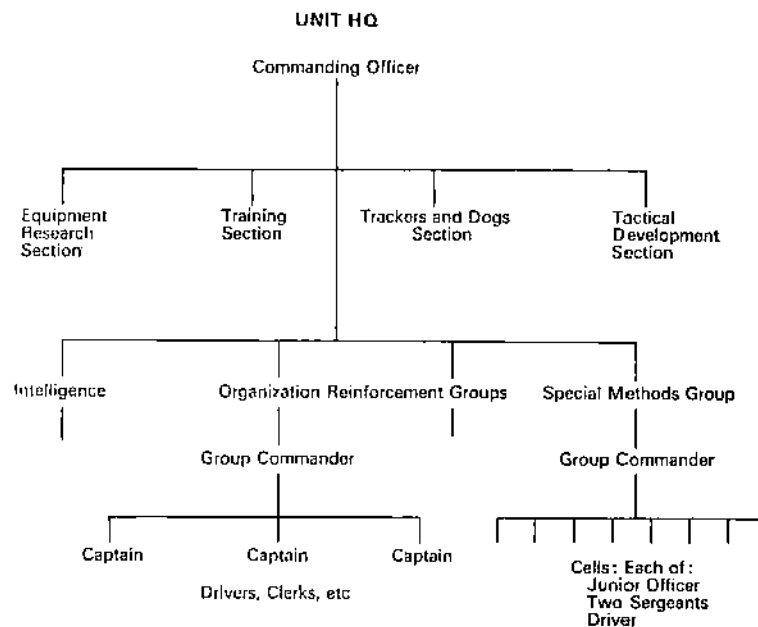 UNIT HQ
Commanding Officer
Equipment
Research
Section
Training
Section
Trackers and Dogs
Section
Tactical
Development
Section
Intelligence
Organization Reinforcement Groups
Special Methods Group
Group Commander
Group Commander
Captain
Captain
Captain
Drivers, Clerks, etc
Cells: Each of:
Junior Officer
Two Sergeants
Driver